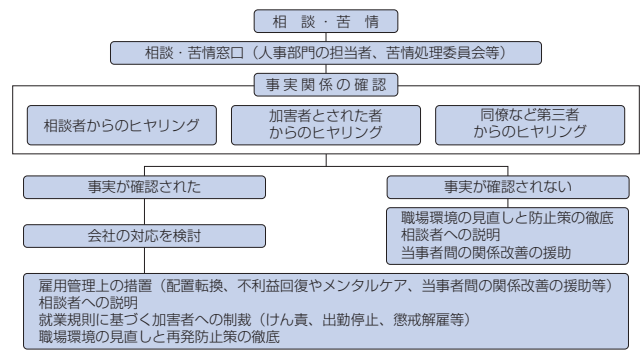 相談・苦情
相談・苦情窓口（人事部門の担当者、苦情処理委員会等）
事実関係の確認
相談者からのヒヤリング
加害者とされた者
からのヒヤリング
同僚など第三者
からのヒヤリング
事実が確認された
事実が確認されない
会社の対応を検討
職場環境の見直しと防止策の徹底
相談者への説明
当事者間の関係改善の援助
雇用管理上の措置（配置転換、不利益回復やメンタルケア、当事者間の関係改善の援助等）
相談者への説明
就業規則に基づく加害者への制裁（けん責、出勤停止、懲戒解雇等）
職場環境の見直しと再発防止策の徹底